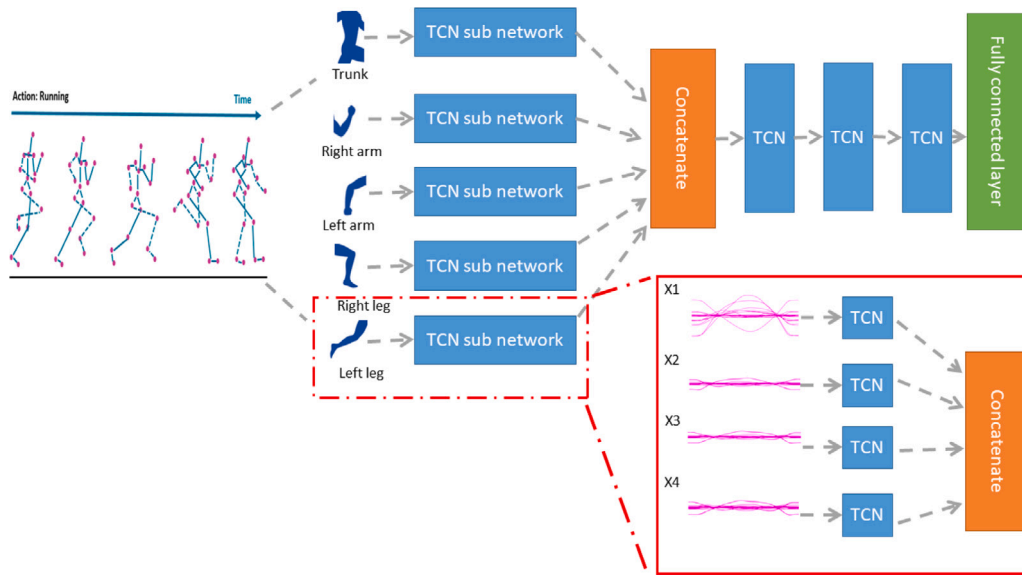 Action: Running
Time
Trunk
Right arm
Left arm
Right leg
Left leg
TCN sub network
TCN sub network
TCN sub network
TCN sub network
TCN sub network
Concatenate
TCN
TCN
TCN
Fully connected layer
X1
TCN
X2
TCN
X3
TCN
X4
TCN
Concatenate